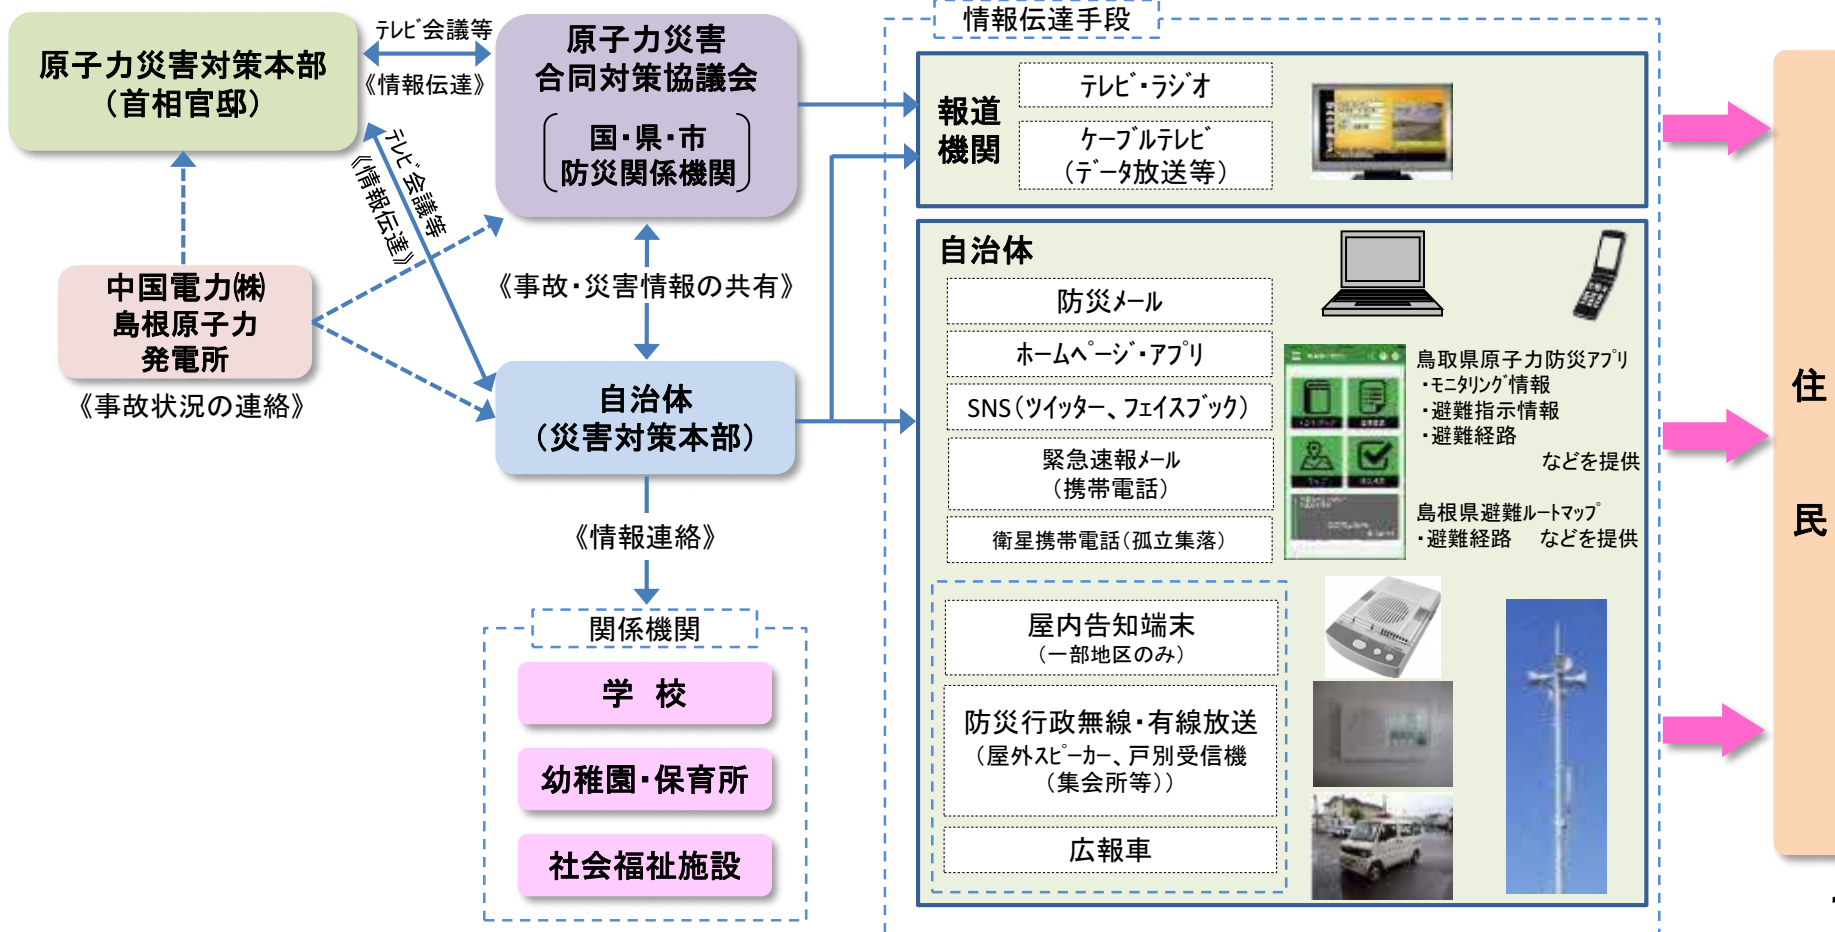 原子力災害対策本部
（首相官邸）
テレビ会議等
《情報伝達》
原子力災害
合同対策協議会
国・県・市
防災関係機関
テレビ会議等
《情報伝達》
中国電力㈱
島根原子力
発電所
《事故状況の連絡》
《事故・災害情報の共有》
自治体
（災害対策本部）
《情報連絡》
関係機関
学 校
幼稚園・保育所
社会福祉施設
情報伝達手段
報道
機関
テレビ・ラジオ
ケーブルテレビ
（データ放送等）
自治体
防災メール
ホームページ・アプリ
SNS（ツイッター、フェイスブック）
緊急速報メール
（携帯電話）
衛星携帯電話（孤立集落）
鳥取県原子力防災アプリ
・モニタリング情報
・避難指示情報
・避難経路
などを提供
島根県避難ルートマップ
・避難経路 などを提供
屋内告知端末
（一部地区のみ）
防災行政無線・有線放送
（屋外スピーカー、戸別受信機
（集会所等））
広報車
住
民